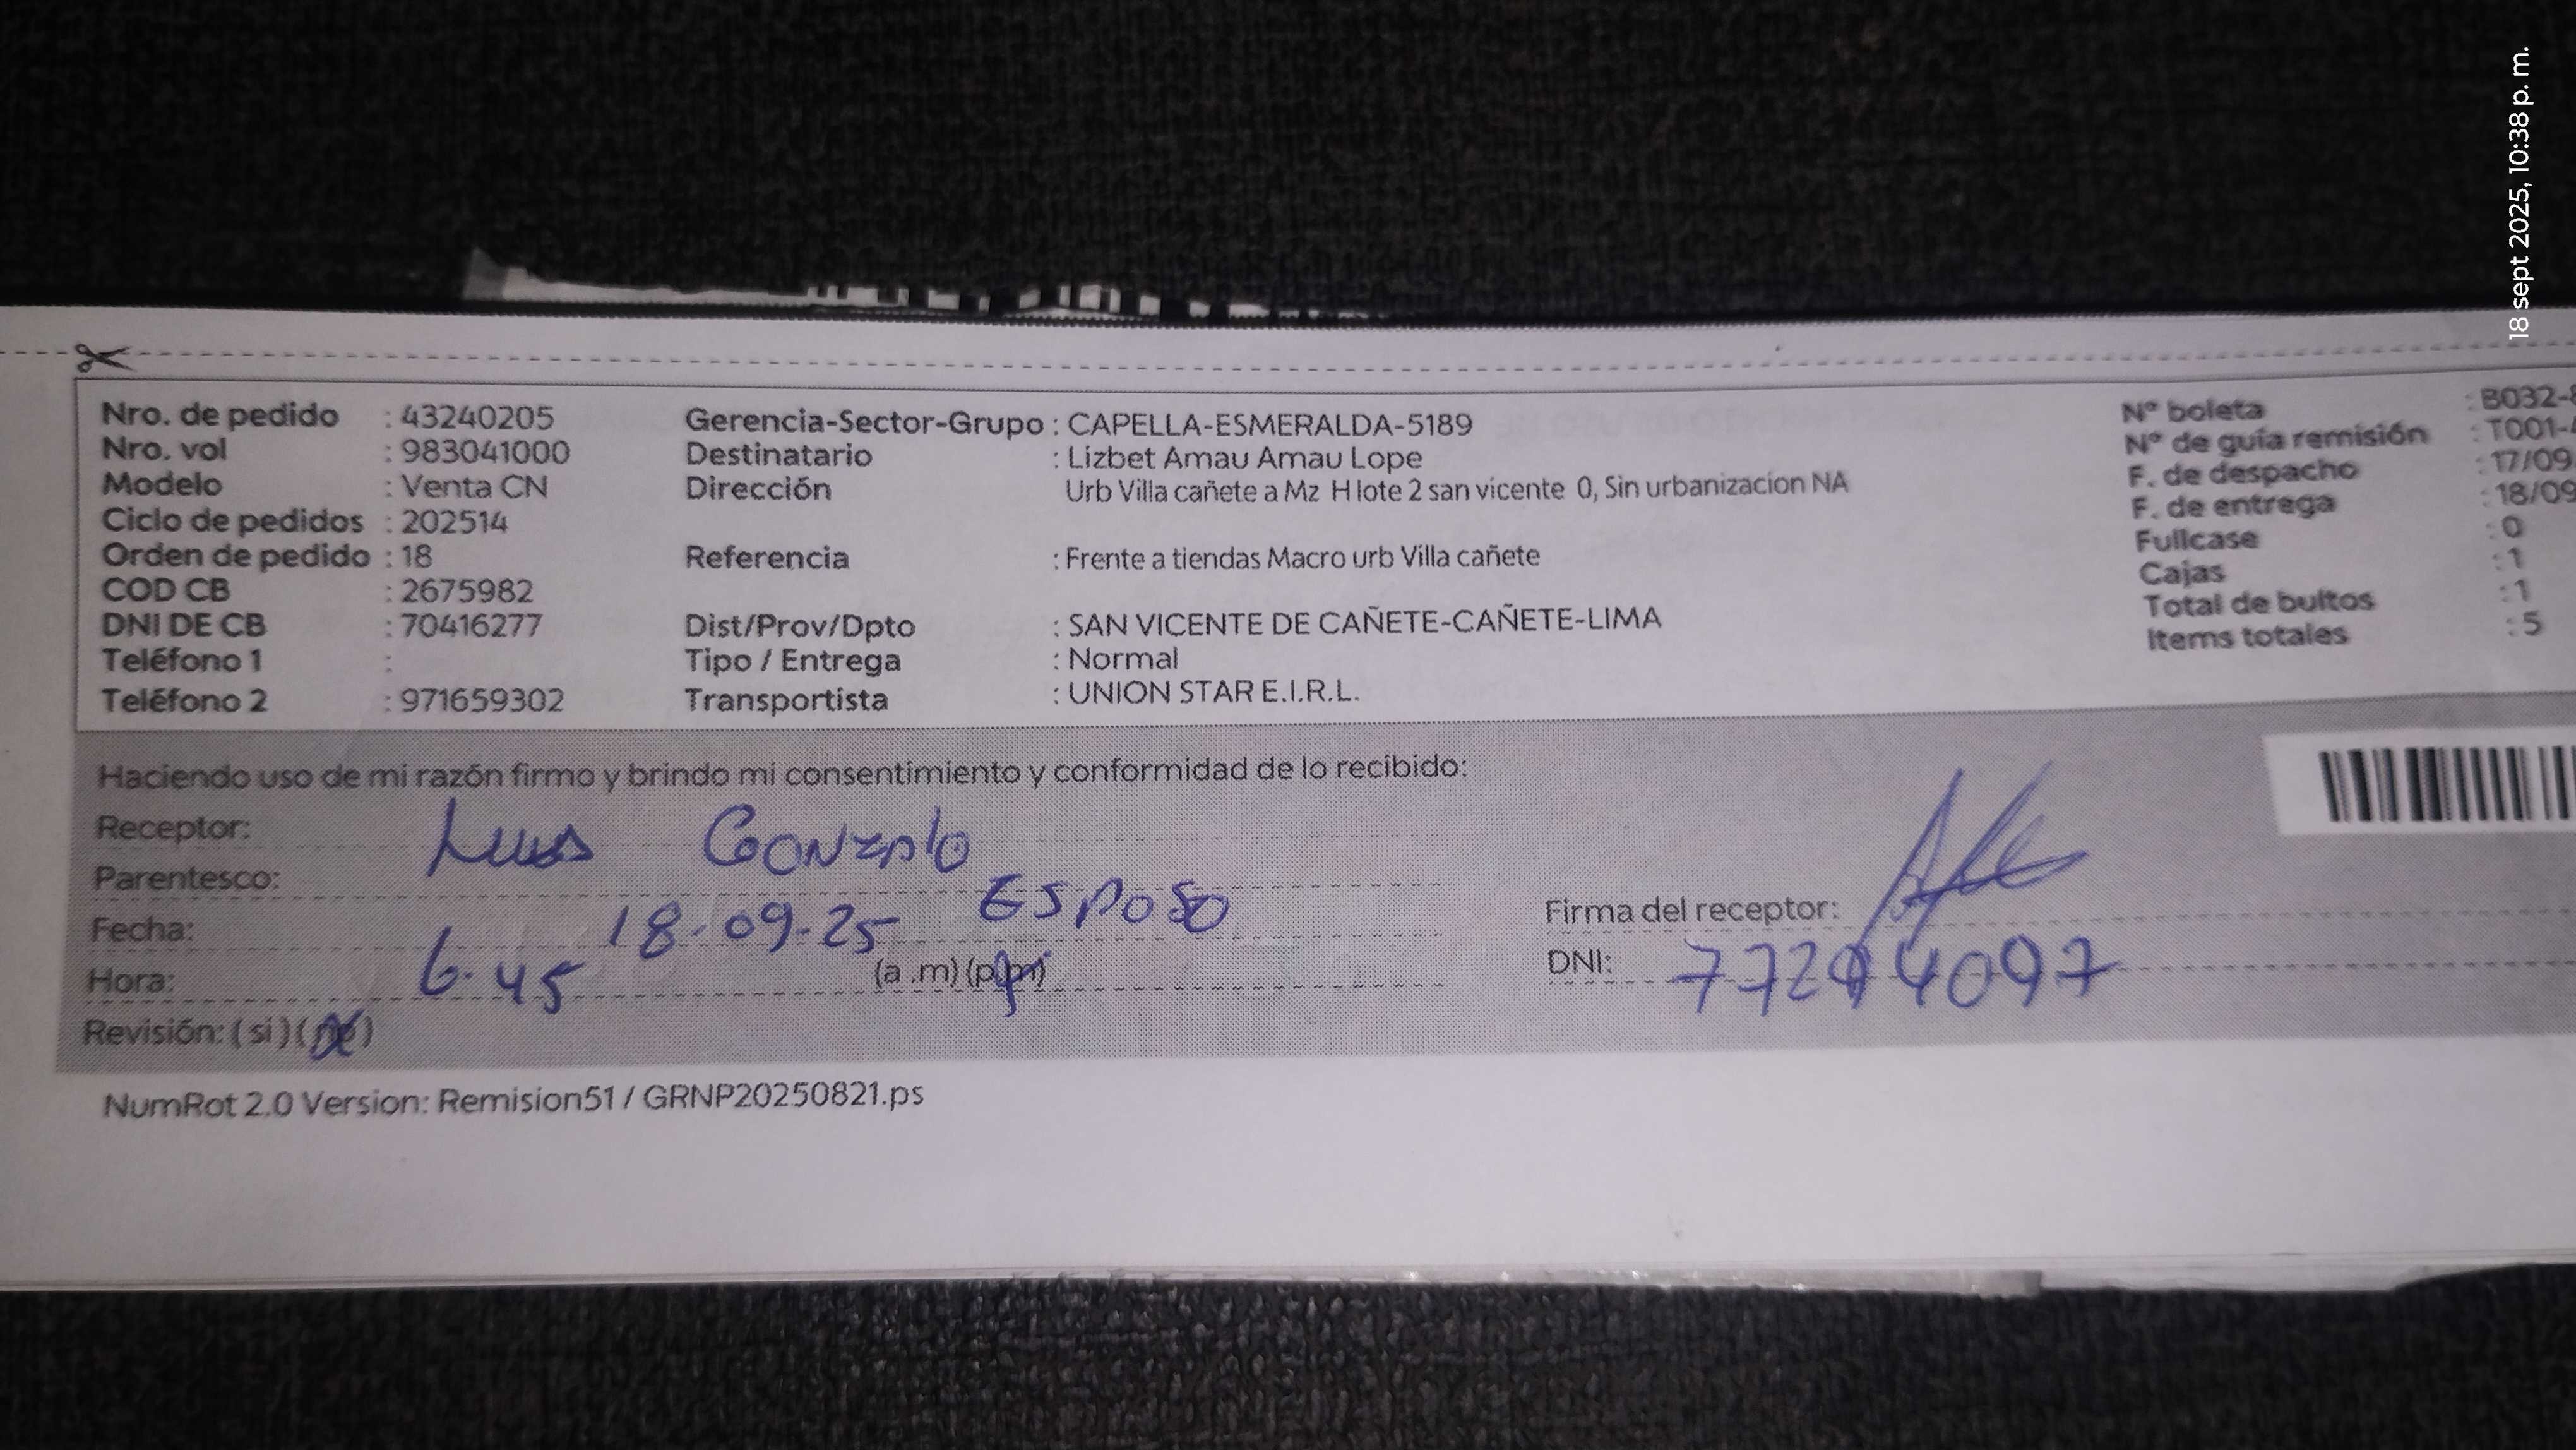 18 sept 2025, 10:38 p. m.
Nro. de pedido : 43240205
Nro. vol : 983041000
Modelo : Venta CN
Ciclo de pedidos : 202514
Orden de pedido : 18
COD CB : 2675982
DNI DE CB : 70416277
Teléfono 1 :
Teléfono 2 : 971659302
Gerencia-Sector-Grupo : CAPELLA-ESMERALDA-5189
Destinatario : Lizbet Amau Amau Lope
Dirección Urb Villa cañete a Mz H lote 2 san vicente 0, Sin urbanizacion NA
Referencia : Frente a tiendas Macro urb Villa cañete
Dist/Prov/Dpto : SAN VICENTE DE CAÑETE-CAÑETE-LIMA
Tipo / Entrega : Normal
Transportista : UNION STAR E.I.R.L.
N° boleta : B032-
N° de guía remisión : T001-
F. de despacho : 17/09
F. de entrega : 18/09
Fullcase : 0
Cajas : 1
Total de bultos : 1
Items totales : 5
Haciendo uso de mi razón firmo y brindo mi consentimiento y conformidad de lo recibido:
Receptor: Luis Gonzalo
Parentesco: ESPOSO
Fecha: 18-09-25
Hora: 6.45 (a .m) (p.m)
Revisión: ( si ) ( no )
Firma del receptor:
DNI:
NumRot 2.0 Version: Remision51 / GRNP20250821.ps